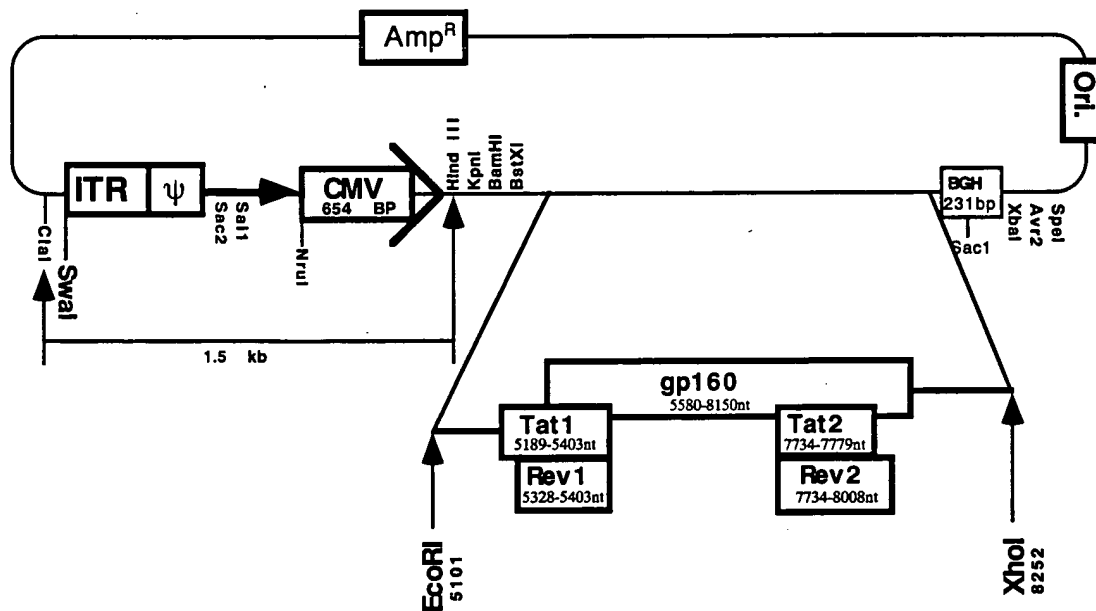 Amp^R
Ori.
HInd III
KpnI
BamHI
BstXI
ITR
ψ
CMV
654 BP
BGH
231bp
ClaI
SwaI
Sac2
Sal1
NruI
Sac1
XbaI
Avr2
SpeI
1.5 kb
gp160
5580-8150nt
Tat1
5189-5403nt
Tat2
7734-7779nt
Rev1
5328-5403nt
Rev2
7734-8008nt
EcoRI
5101
XhoI
8252